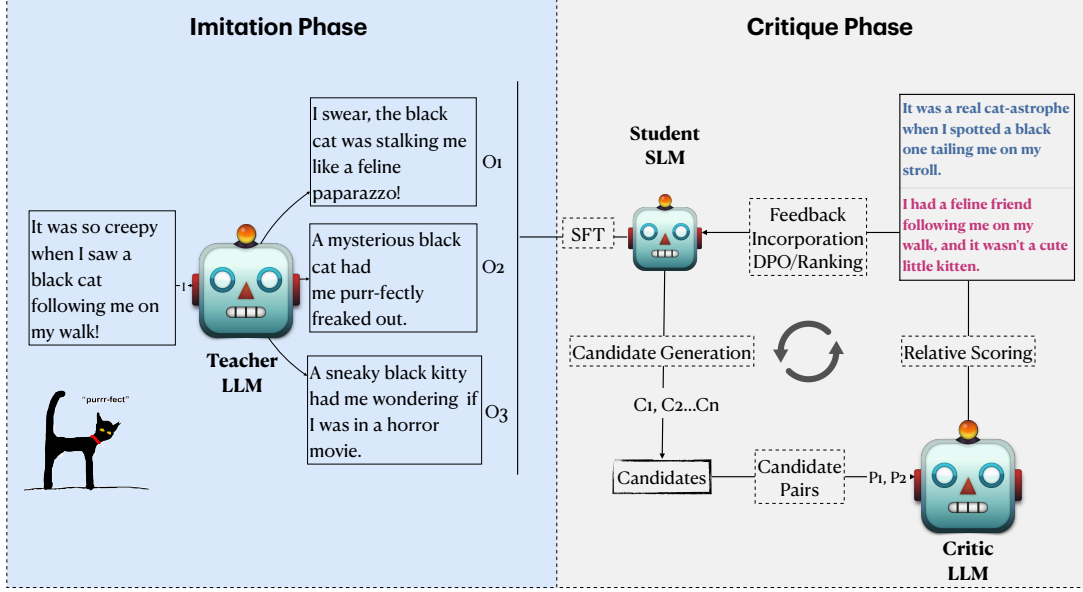 Imitation Phase
It was so creepy
when I saw a
black cat
following me on
my walk!
I
Teacher
LLM
"purrr-fect"
I swear, the black
cat was stalking me
like a feline
paparazzo!
O1
A mysterious black
cat had
me purr-fectly
freaked out.
O2
A sneaky black kitty
had me wondering if
I was in a horror
movie.
O3
Critique Phase
SFT
Student
SLM
Feedback
Incorporation
DPO/Ranking
It was a real cat-astrophe
when I spotted a black
one tailing me on my
stroll.
I had a feline friend
following me on my
walk, and it wasn't a cute
little kitten.
Candidate Generation
Relative Scoring
C1, C2...Cn
Candidates
Candidate
Pairs
P1, P2
Critic
LLM